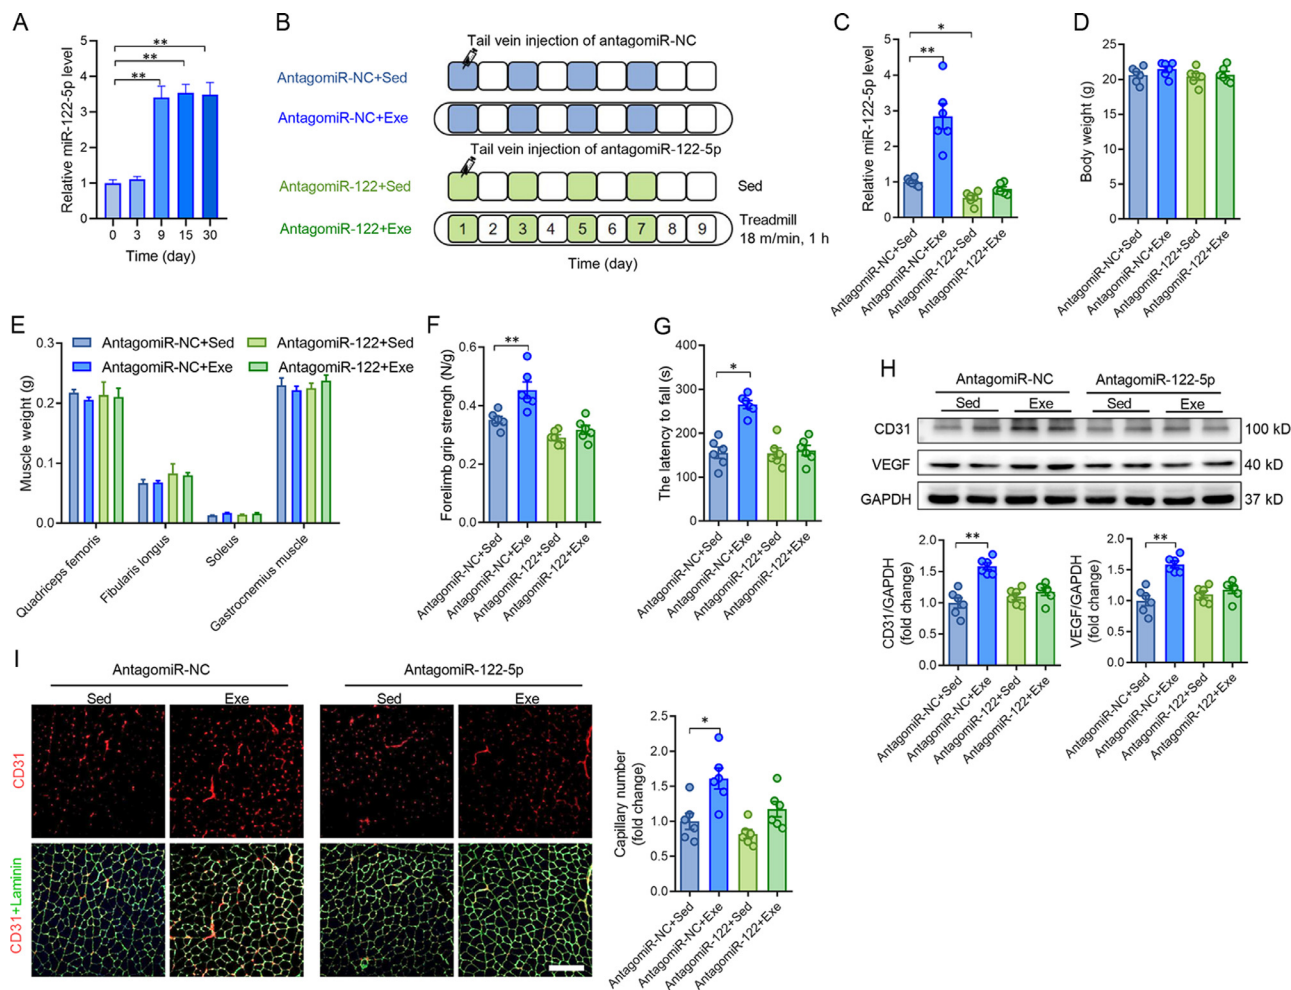 A
Relative miR-122-5p level
5
4
3
2
1
0
**
**
**
0 3 9 15 30
Time (day)
B
Tail vein injection of antagomiR-NC
AntagomiR-NC+Sed
AntagomiR-NC+Exe
Tail vein injection of antagomiR-122-5p
AntagomiR-122+Sed
Sed
AntagomiR-122+Exe
1 2 3 4 5 6 7 8 9
Treadmill
18 m/min, 1 h
Time (day)
C
Relative miR-122-5p level
5
4
3
2
1
0
*
**
AntagomiR-NC+Sed
AntagomiR-NC+Exe
AntagomiR-122+Sed
AntagomiR-122+Exe
D
Body weight (g)
25
20
15
10
5
0
AntagomiR-NC+Sed
AntagomiR-NC+Exe
AntagomiR-122+Sed
AntagomiR-122+Exe
E
AntagomiR-NC+Sed
AntagomiR-122+Sed
AntagomiR-NC+Exe
AntagomiR-122+Exe
Muscle weight (g)
0.3
0.2
0.1
0.0
Quadriceps femoris
Fibularis longus
Soleus
Gastrocnemius muscle
F
Forelimb grip strengh (N/g)
0.6
0.4
0.2
0.0
**
AntagomiR-NC+Sed
AntagomiR-NC+Exe
AntagomiR-122+Sed
AntagomiR-122+Exe
G
The latency to fall (s)
400
300
200
100
0
*
AntagomiR-NC+Sed
AntagomiR-NC+Exe
AntagomiR-122+Sed
AntagomiR-122+Exe
H
AntagomiR-NC AntagomiR-122-5p
Sed Exe Sed Exe
CD31 100 kD
VEGF 40 kD
GAPDH 37 kD
CD31/GAPDH
(fold change)
2.0
1.5
1.0
0.5
0.0
**
AntagomiR-NC+Sed
AntagomiR-NC+Exe
AntagomiR-122+Sed
AntagomiR-122+Exe
VEGF/GAPDH
(fold change)
2.0
1.5
1.0
0.5
0.0
**
AntagomiR-NC+Sed
AntagomiR-NC+Exe
AntagomiR-122+Sed
AntagomiR-122+Exe
I
AntagomiR-NC AntagomiR-122-5p
Sed Exe Sed Exe
CD31
CD31+Laminin
Capillary number
(fold change)
2.5
2.0
1.5
1.0
0.5
0.0
*
AntagomiR-NC+Sed
AntagomiR-NC+Exe
AntagomiR-122+Sed
AntagomiR-122+Exe